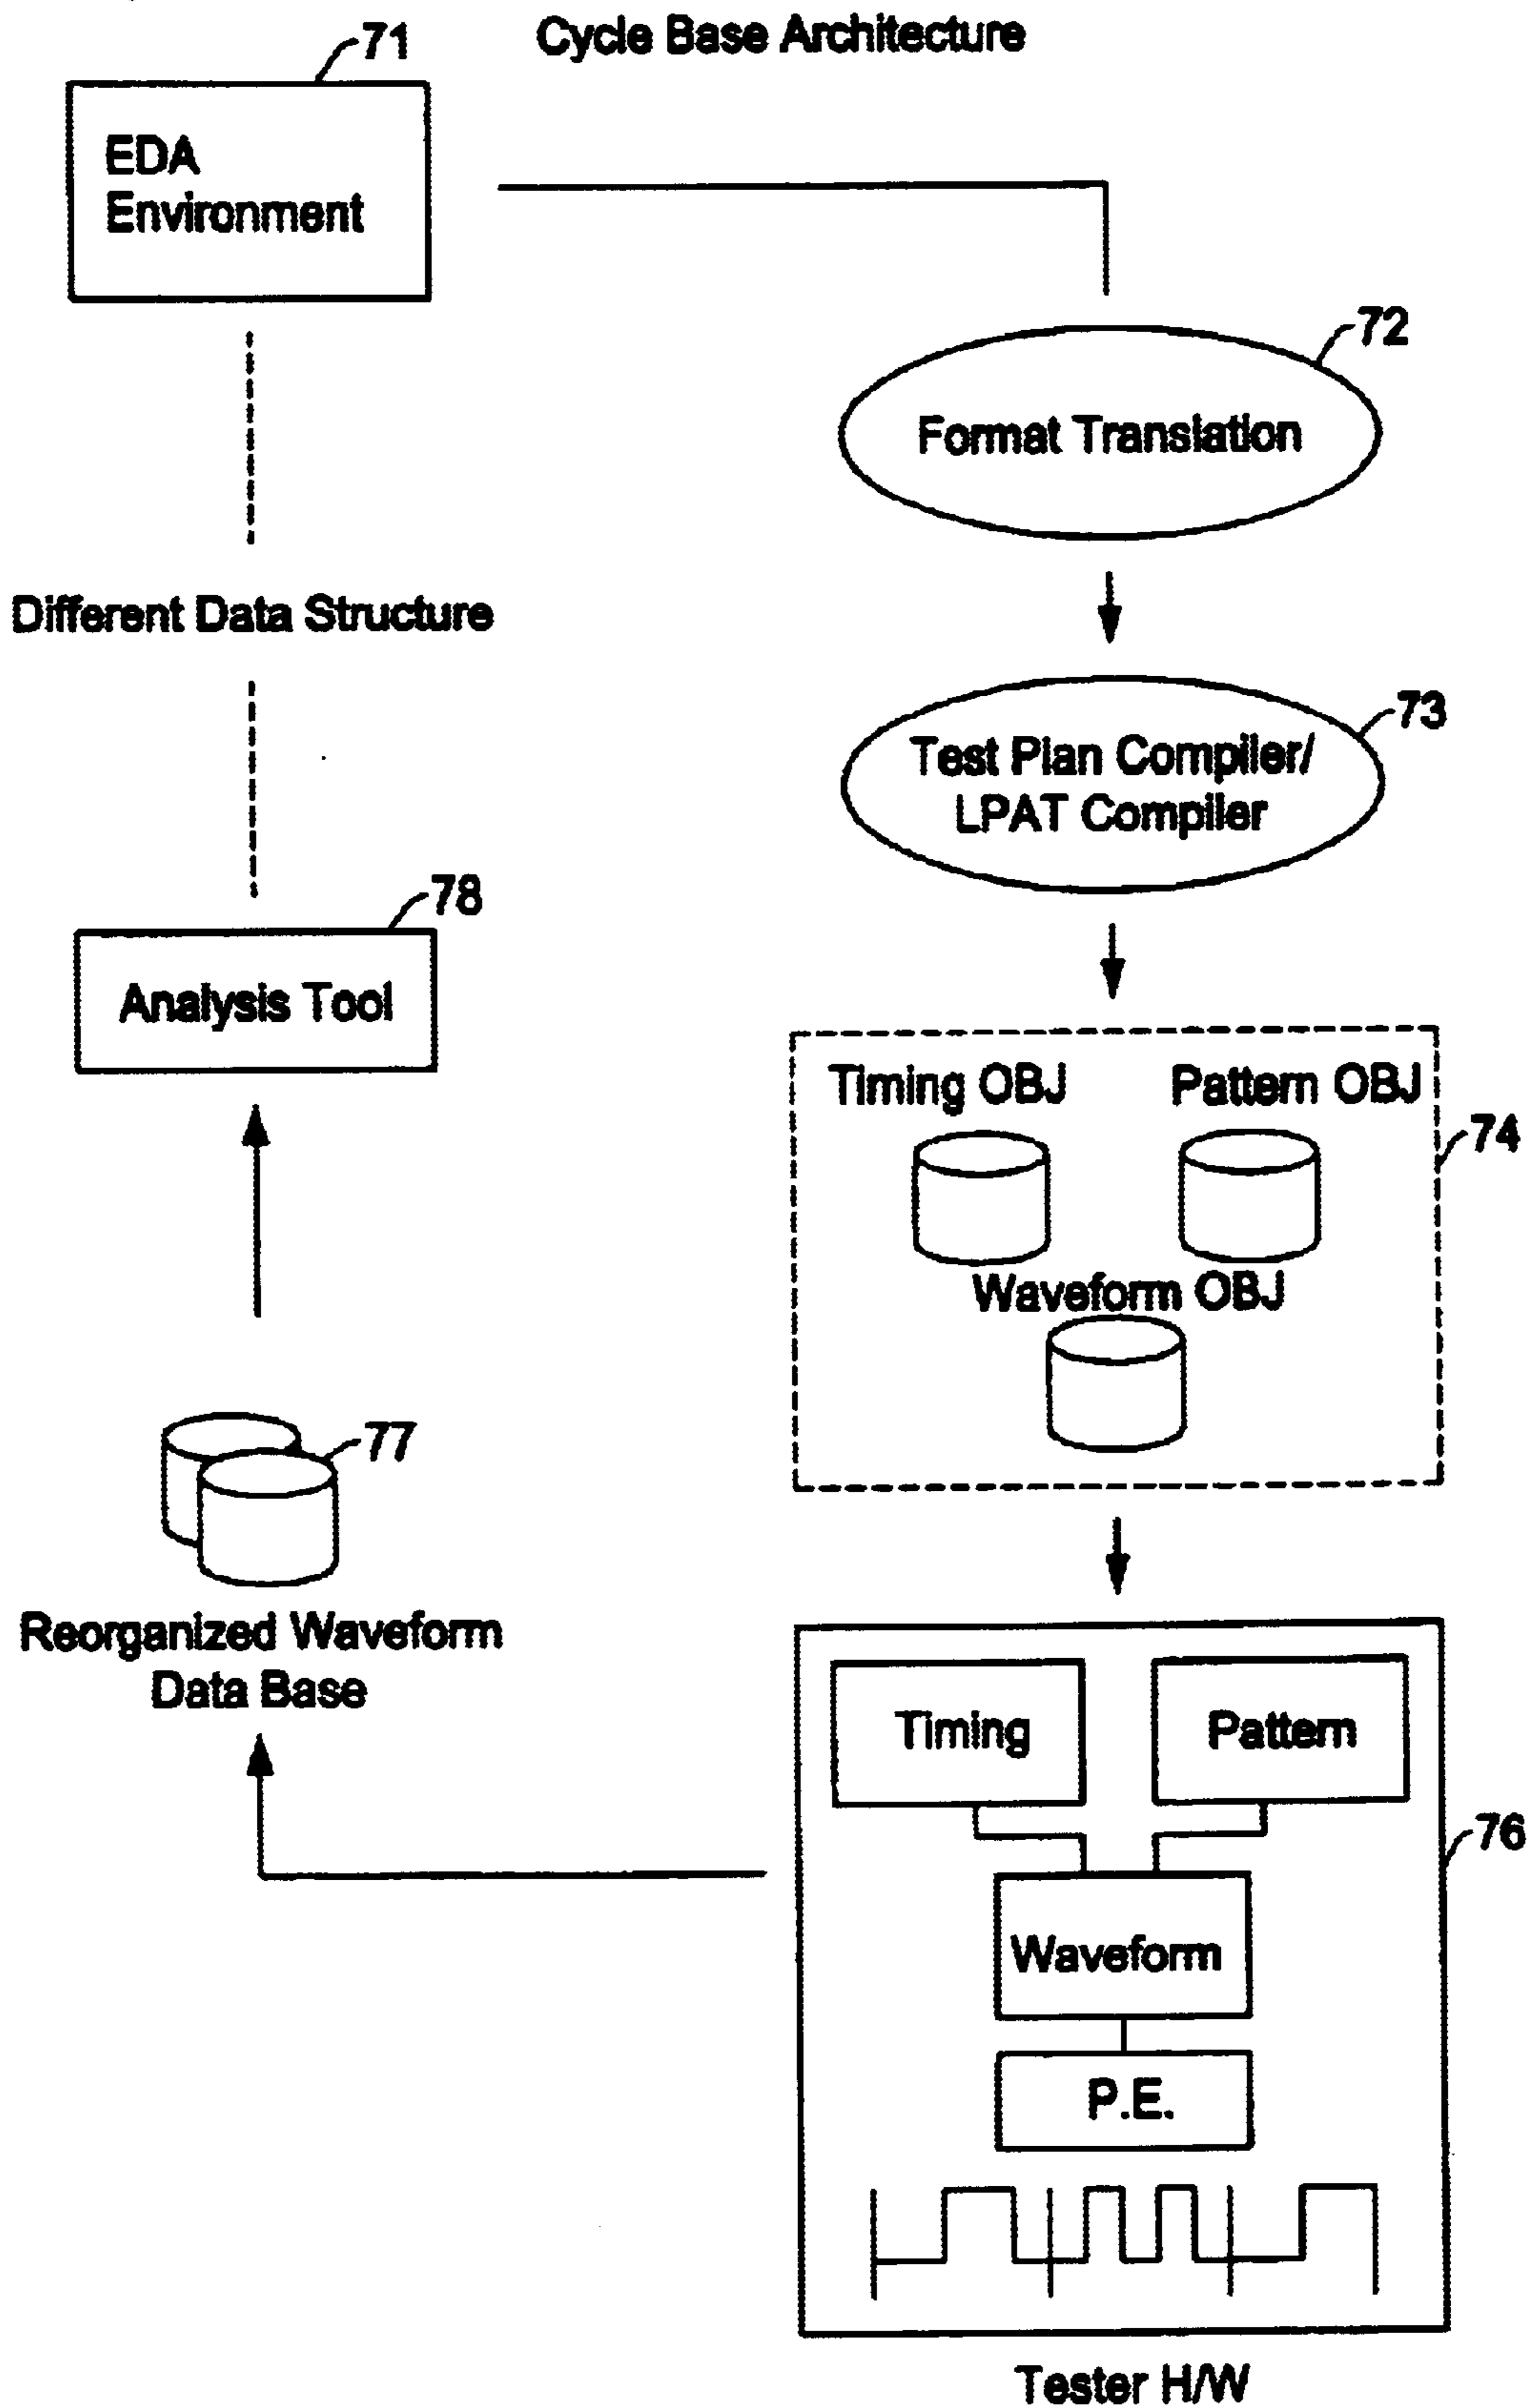 Cycle Base Architecture
71
EDA
Environment
72
Format Translation
Different Data Structure
73
Test Plan Compiler/
LPAT Compiler
78
Analysis Tool
Timing OBJ
Pattern OBJ
74
Waveform OBJ
77
Reorganized Waveform
Data Base
Timing
Pattern
76
Waveform
P.E.
Tester H/W